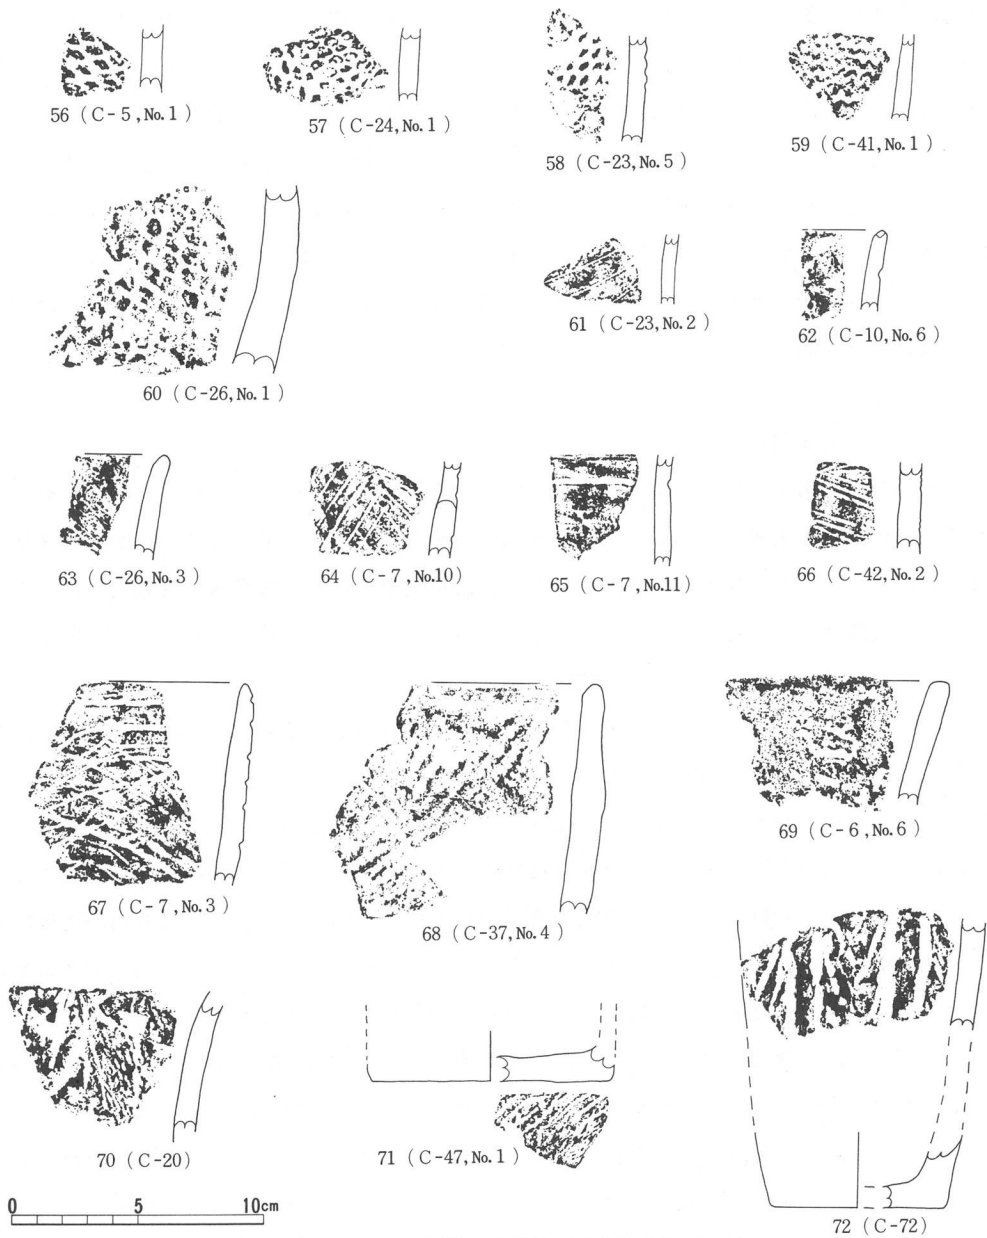 56 (C-5,No.1)
57 (C-24,No.1)
58 (C-23,No.5)
59 (C-41,No.1)
60 (C-26,No.1)
61 (C-23,No.2)
62 (C-10,No.6)
63 (C-26,No.3)
64 (C-7,No.10)
65 (C-7,No.11)
66 (C-42,No.2)
67 (C-7,No.3)
68 (C-37,No.4)
69 (C-6,No.6)
70 (C-20)
71 (C-47,No.1)
72 (C-72)
0 5 10cm